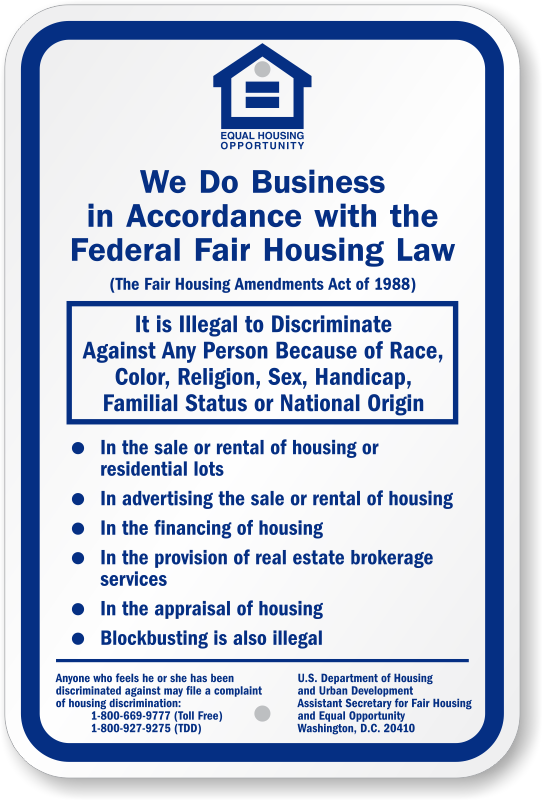 EQUAL HOUSING
OPPORTUNITY
We Do Business
in Accordance with the
Federal Fair Housing Law
(The Fair Housing Amendments Act of 1988)
It is Illegal to Discriminate
Against Any Person Because of Race,
Color, Religion, Sex, Handicap,
Familial Status or National Origin
● In the sale or rental of housing or
residential lots
● In advertising the sale or rental of housing
● In the financing of housing
● In the provision of real estate brokerage
services
● In the appraisal of housing
● Blockbusting is also illegal
Anyone who feels he or she has been
discriminated against may file a complaint
of housing discrimination:
1-800-669-9777 (Toll Free)
1-800-927-9275 (TDD)
U.S. Department of Housing
and Urban Development
Assistant Secretary for Fair Housing
and Equal Opportunity
Washington, D.C. 20410